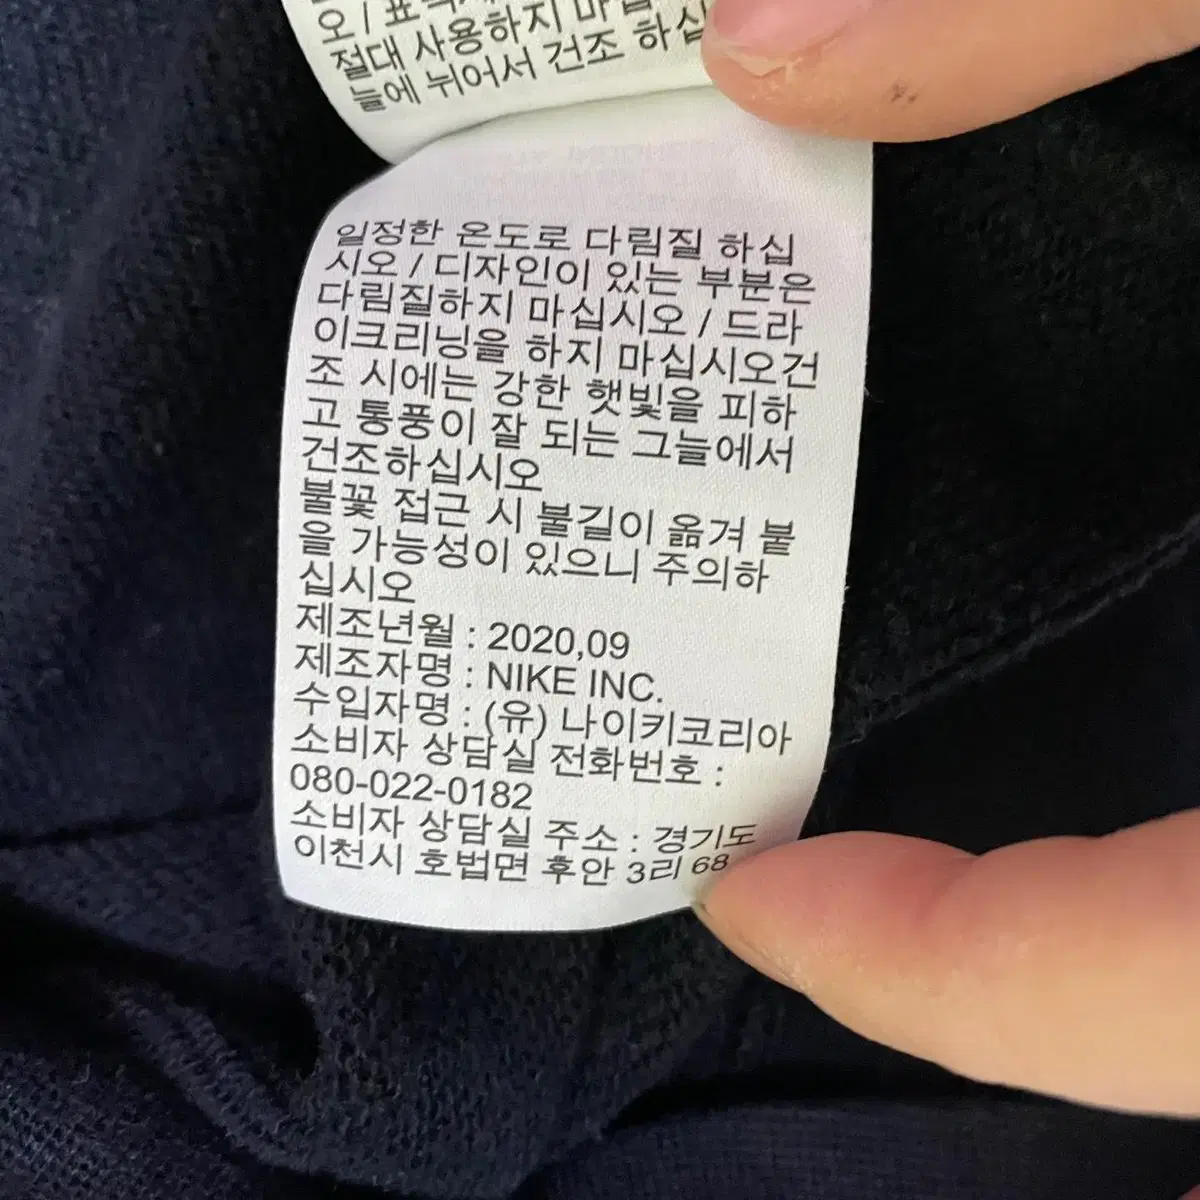 오 / 표
절대 사용하지 마십
늘에 뉘어서 건조 하십
일정한 온도로 다림질 하십
시오 / 디자인이 있는 부분은
다림질하지 마십시오 / 드라
이크리닝을 하지 마십시오건
조 시에는 강한 햇빛을 피하
고 통풍이 잘 되는 그늘에서
건조하십시오
불꽃 접근 시 불길이 옮겨 붙
을 가능성이 있으니 주의하
십시오
제조년월 : 2020,09
제조자명 : NIKE INC.
수입자명 : (유) 나이키코리아
소비자 상담실 전화번호 :
080-022-0182
소비자 상담실 주소 : 경기도
이천시 호법면 후안 3리 68